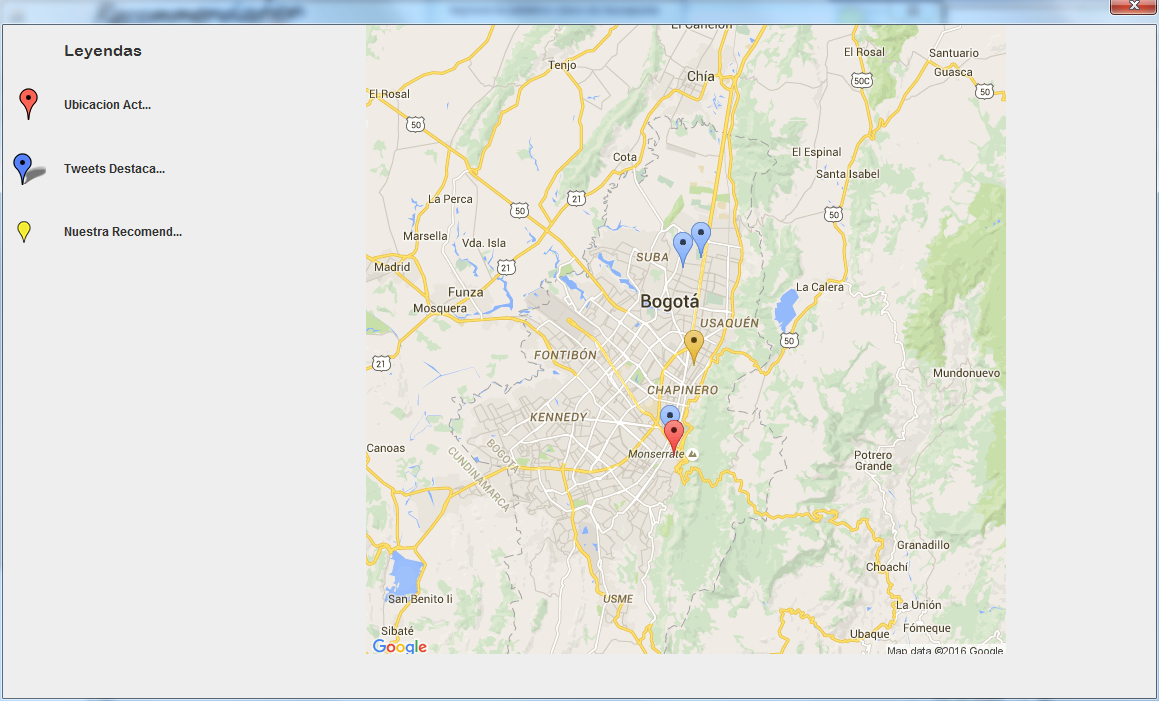 Recommendation
Leyendas
Ubicacion Act...
Tweets Destaca...
Nuestra Recomend...
El Cancion
El Rosal
Santuario
Tenjo
Chía
Guasca
50C
50
El Rosal
50
Cota
El Espinal
Santa Isabel
La Perca
21
50
50
Marsella
Vda. Isla
SUBA
Madrid
21
Funza
La Calera
Mosquera
Bogotá
USAQUÉN
50
FONTIBÓN
21
Mundonuevo
CHAPINERO
KENNEDY
Canoas
BOGOTÁ
CUNDINAMARCA
Monserrate
Potrero
Grande
Granadillo
Choachí
San Benito Ii
USME
La Unión
Fómeque
Sibaté
Ubaque
Google
Map data ©2016 Google